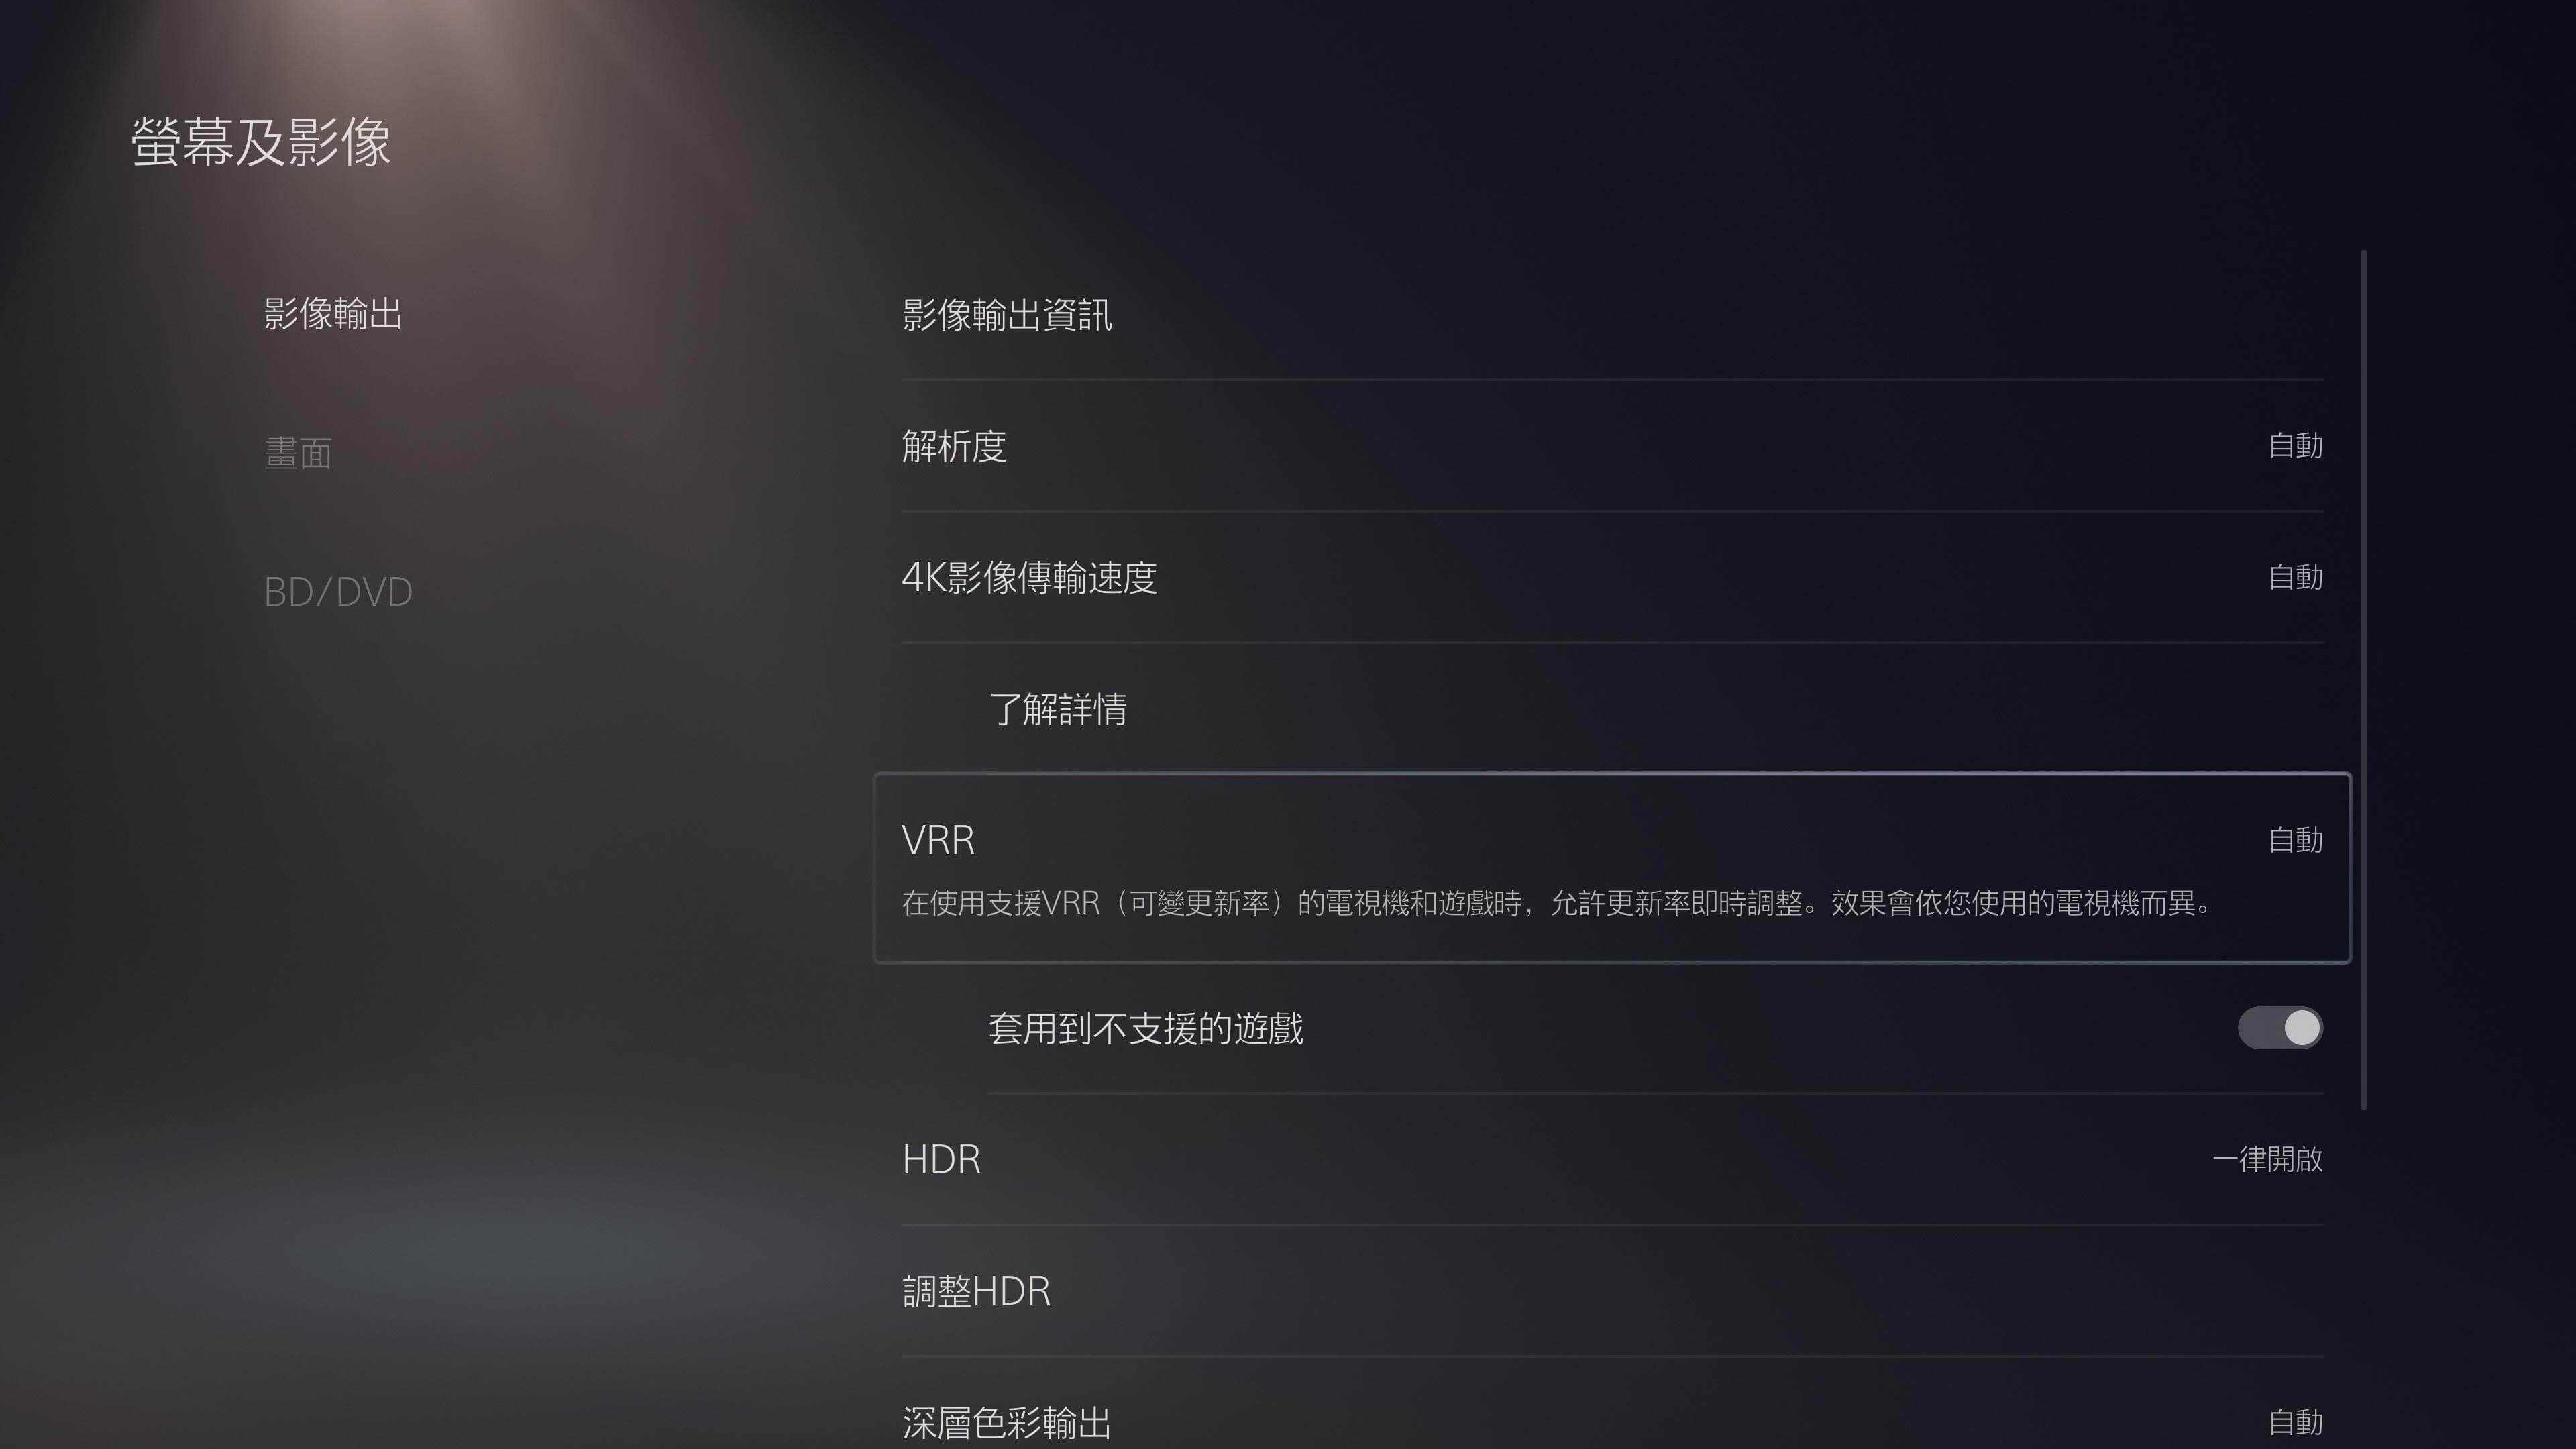 螢幕及影像
影像輸出
畫面
BD/DVD
影像輸出資訊
解析度 自動
4K影像傳輸速度 自動
了解詳情
VRR 自動
在使用支援VRR（可變更新率）的電視機和遊戲時，允許更新率即時調整。效果會依您使用的電視機而異。
套用到不支援的遊戲
HDR 一律開啟
調整HDR
深層色彩輸出 自動